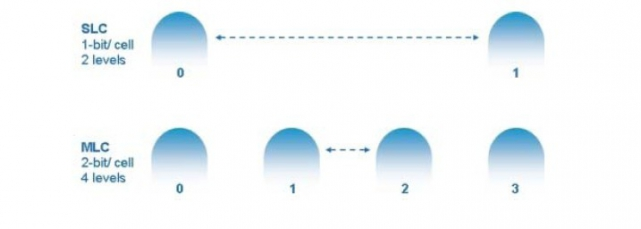 SLC
1-bit/ cell
2 levels
0 1
MLC
2-bit/ cell
4 levels
0 1 2 3